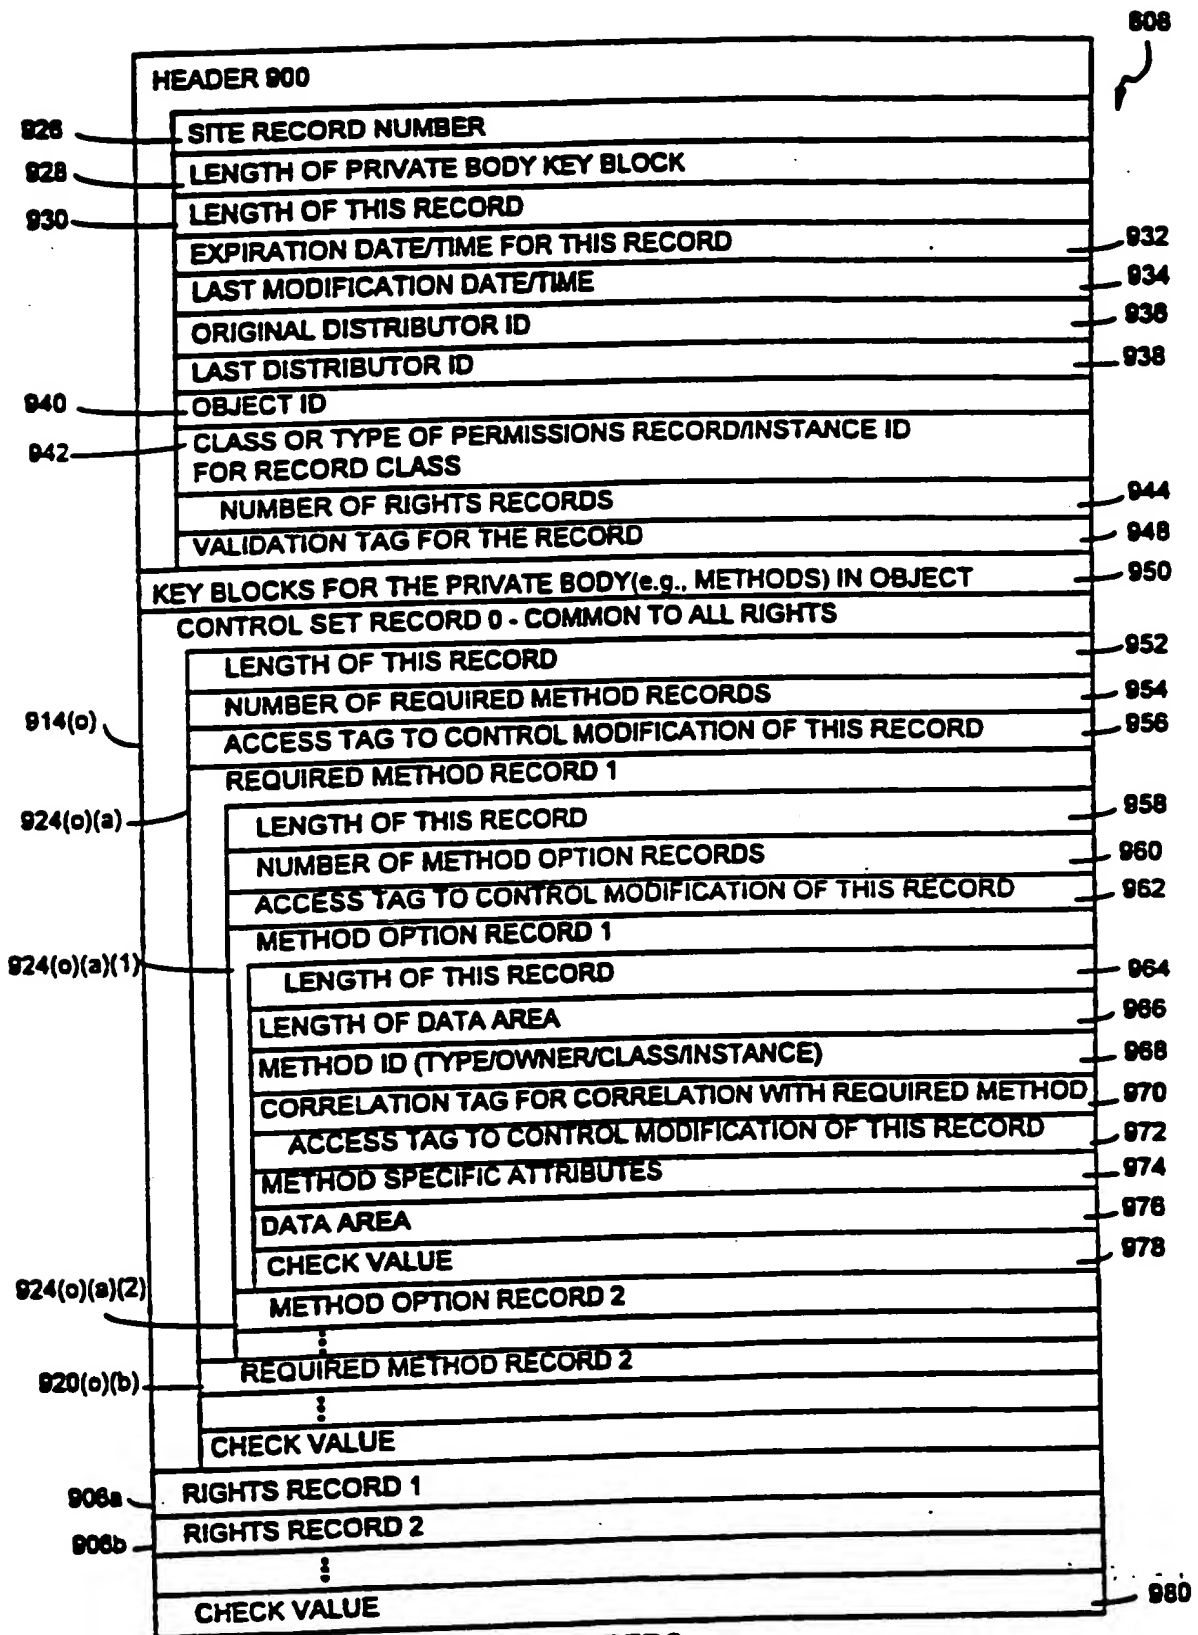 808
HEADER 900
926 SITE RECORD NUMBER
928 LENGTH OF PRIVATE BODY KEY BLOCK
930 LENGTH OF THIS RECORD
EXPIRATION DATE/TIME FOR THIS RECORD 932
LAST MODIFICATION DATE/TIME 934
ORIGINAL DISTRIBUTOR ID 936
LAST DISTRIBUTOR ID 938
940 OBJECT ID
942 CLASS OR TYPE OF PERMISSIONS RECORD/INSTANCE ID
FOR RECORD CLASS
NUMBER OF RIGHTS RECORDS 944
VALIDATION TAG FOR THE RECORD 948
KEY BLOCKS FOR THE PRIVATE BODY(e.g., METHODS) IN OBJECT 950
CONTROL SET RECORD 0 - COMMON TO ALL RIGHTS
LENGTH OF THIS RECORD 952
NUMBER OF REQUIRED METHOD RECORDS 954
914(o) ACCESS TAG TO CONTROL MODIFICATION OF THIS RECORD 956
REQUIRED METHOD RECORD 1
924(o)(a) LENGTH OF THIS RECORD 958
NUMBER OF METHOD OPTION RECORDS 960
ACCESS TAG TO CONTROL MODIFICATION OF THIS RECORD 962
METHOD OPTION RECORD 1
924(o)(a)(1) LENGTH OF THIS RECORD 964
LENGTH OF DATA AREA 966
METHOD ID (TYPE/OWNER/CLASS/INSTANCE) 968
CORRELATION TAG FOR CORRELATION WITH REQUIRED METHOD 970
ACCESS TAG TO CONTROL MODIFICATION OF THIS RECORD 972
METHOD SPECIFIC ATTRIBUTES 974
DATA AREA 976
CHECK VALUE 978
924(o)(a)(2) METHOD OPTION RECORD 2
920(o)(b) REQUIRED METHOD RECORD 2
CHECK VALUE
906a RIGHTS RECORD 1
906b RIGHTS RECORD 2
CHECK VALUE 980